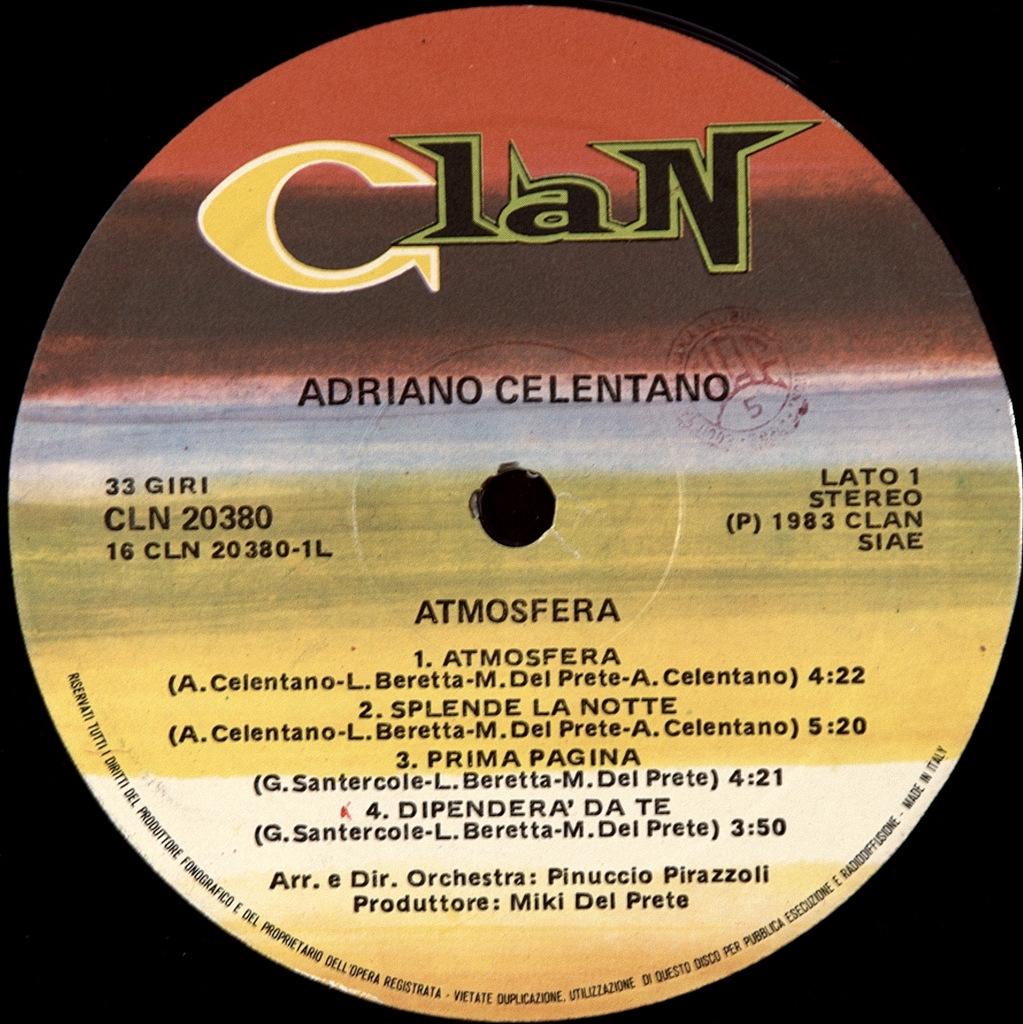 Clan
ADRIANO CELENTANO
5
33 GIRI
CLN 20380
16 CLN 20380-1L
LATO 1
STEREO
(P) 1983 CLAN
SIAE
ATMOSFERA
1. ATMOSFERA
(A. Celentano-L. Beretta-M. Del Prete-A. Celentano) 4:22
2. SPLENDE LA NOTTE
(A. Celentano-L. Beretta-M. Del Prete-A. Celentano) 5:20
3. PRIMA PAGINA
(G. Santercole-L. Beretta-M. Del Prete) 4:21
4. DIPENDERA' DA TE
(G. Santercole-L. Beretta-M. Del Prete) 3:50
Arr. e Dir. Orchestra: Pinuccio Pirazzoli
Produttore: Miki Del Prete
RISERVATI TUTTI I DIRITTI DEL PRODUTTORE FONOGRAFICO E DEL PROPRIETARIO DELL'OPERA REGISTRATA - VIETATE DUPLICAZIONE, UTILIZZAZIONE DI QUESTO DISCO PER PUBBLICA ESECUZIONE E RADIODIFFUSIONE - MADE IN ITALY